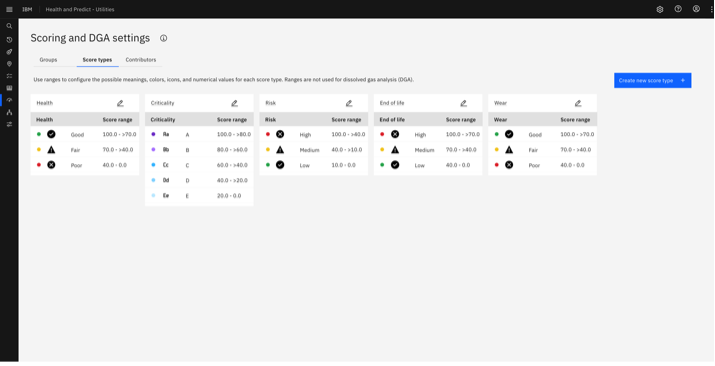 IBM Health and Predict - Utilities
Scoring and DGA settings
Groups Score types Contributors
Use ranges to configure the possible meanings, colors, icons, and numerical values for each score type. Ranges are not used for dissolved gas analysis (DGA).
Create new score type +
Health
Health Score range
Good 100.0 - >70.0
Fair 70.0 - >40.0
Poor 40.0 - 0.0
Criticality
Criticality Score range
Aa A 100.0 - >80.0
Bb B 80.0 - >60.0
Cc C 60.0 - >40.0
Dd D 40.0 - >20.0
Ee E 20.0 - 0.0
Risk
Risk Score range
High 100.0 - >40.0
Medium 40.0 - >10.0
Low 10.0 - 0.0
End of life
End of life Score range
High 100.0 - >70.0
Medium 70.0 - >40.0
Low 40.0 - 0.0
Wear
Wear Score range
Good 100.0 - >70.0
Fair 70.0 - >40.0
Poor 40.0 - 0.0